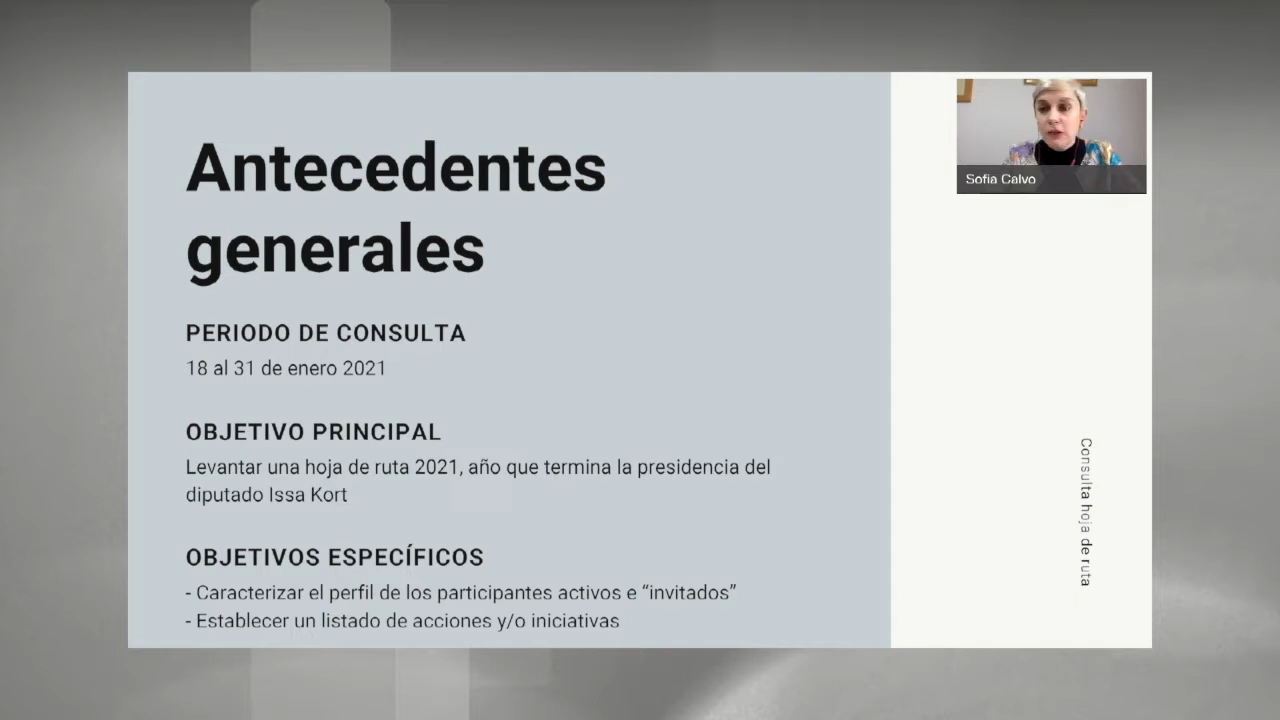 Antecedentes
generales
PERIODO DE CONSULTA
18 al 31 de enero 2021
OBJETIVO PRINCIPAL
Levantar una hoja de ruta 2021, año que termina la presidencia del
diputado Issa Kort
OBJETIVOS ESPECÍFICOS
- Caracterizar el perfil de los participantes activos e “invitados”
- Establecer un listado de acciones y/o iniciativas
Sofia Calvo
Consulta hoja de ruta